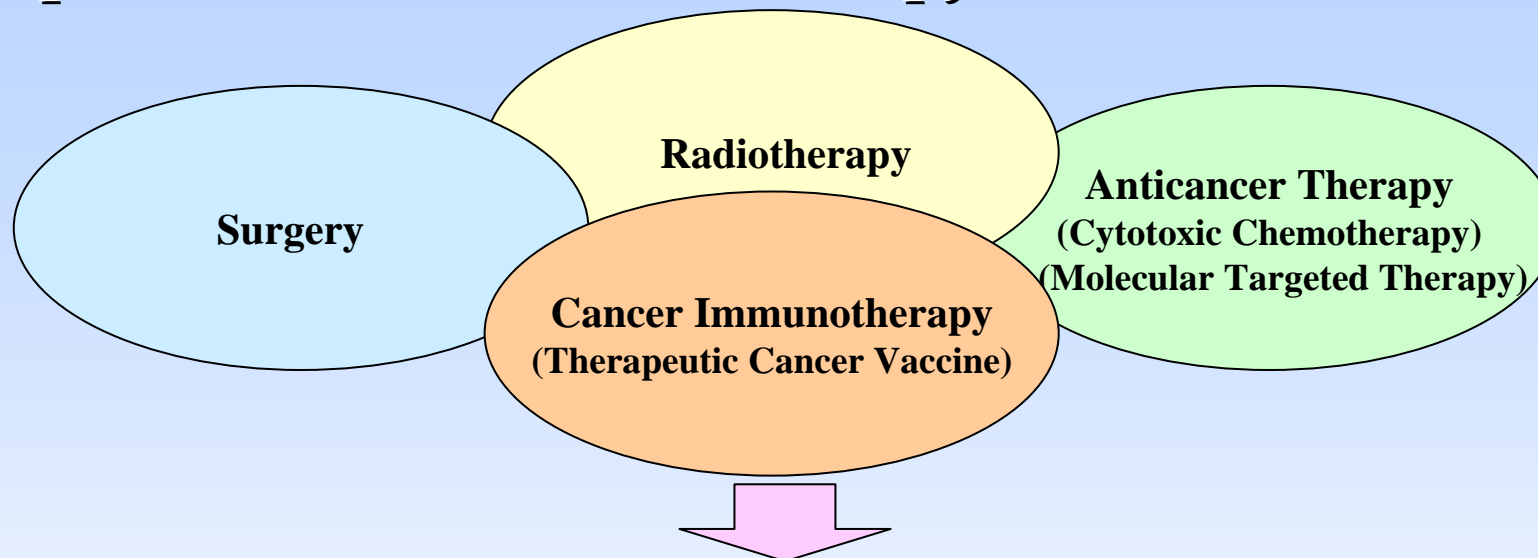 Radiotherapy
Surgery
Anticancer Therapy
(Cytotoxic Chemotherapy)
(Molecular Targeted Therapy)
Cancer Immunotherapy
(Therapeutic Cancer Vaccine)